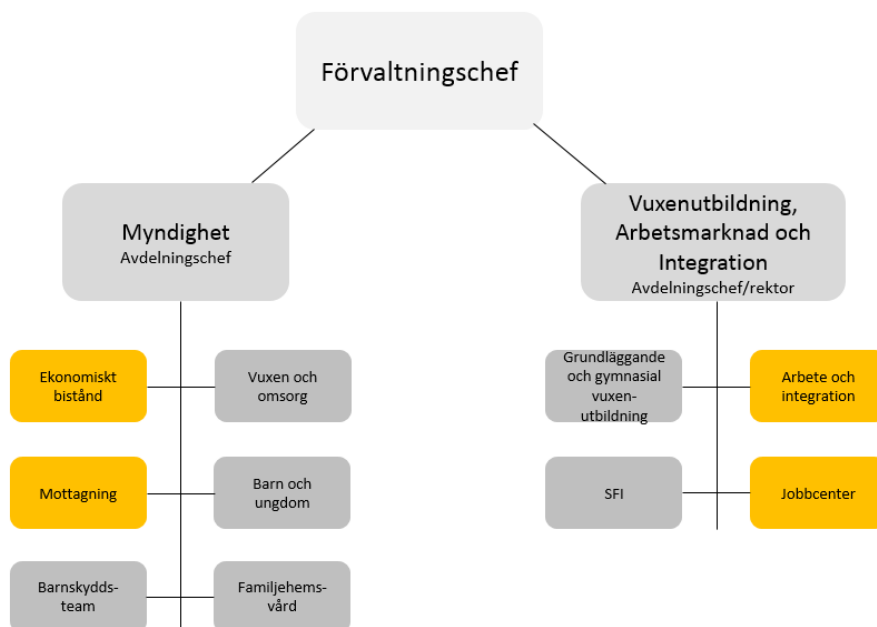 Förvaltningschef
Myndighet
Avdelningschef
Vuxenutbildning,
Arbetsmarknad och
Integration
Avdelningschef/rektor
Ekonomiskt
bistånd
Vuxen och
omsorg
Mottagning
Barn och
ungdom
Barnskydds-
team
Familjehems-
vård
Grundläggande
och gymnasial
vuxen-
utbildning
Arbete och
integration
SFI
Jobbcenter